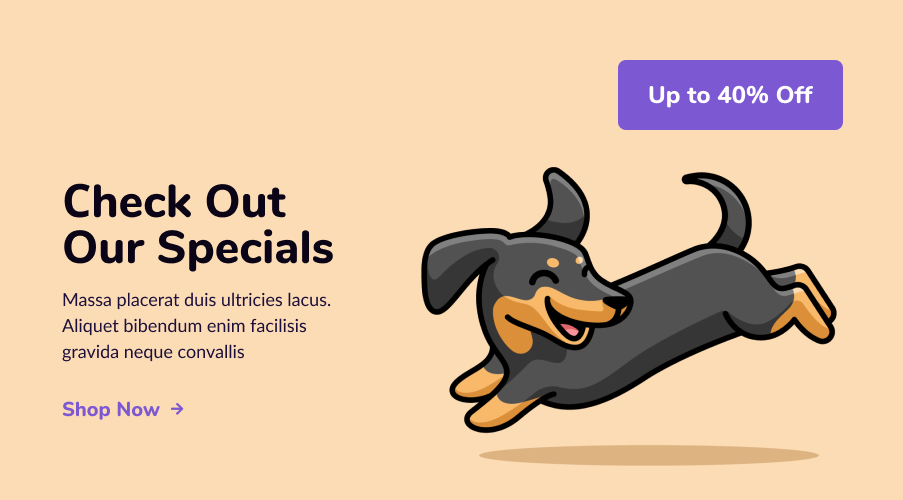 Up to 40% Off
Check Out
Our Specials
Massa placerat duis ultricies lacus.
Aliquet bibendum enim facilisis
gravida neque convallis
Shop Now →